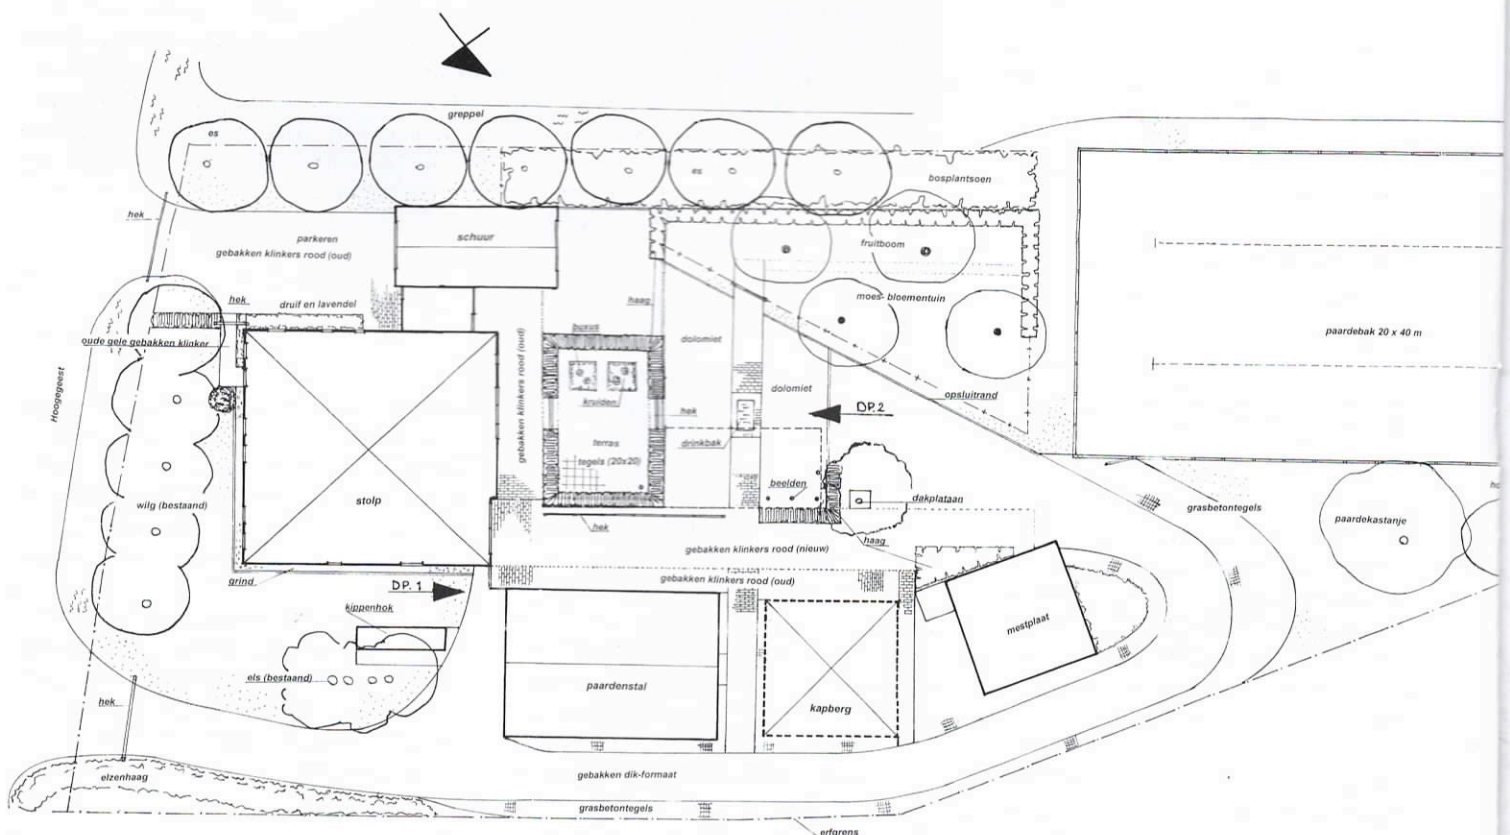 greppel
es
es
bosplantsoen
hek
schuur
parkeren
gebakken klinkers rood (oud)
fruitboom
hek
druif en lavendel
haag
moes- bloementuin
buxus
oude gele gebakken klinker
dolomiet
paardebak 20 x 40 m
gebakken klinkers rood (oud)
Hoogegeest
kruiden
dolomiet
opsluitrand
hek
DP.2
terras
tegels (20x20)
drinkbak
stolp
beelden
dakplataan
wilg (bestaand)
grasbetontegels
paardekastanje
hek
haag
gebakken klinkers rood (nieuw)
grind
gebakken klinkers rood (oud)
DP. 1
kippenhok
mestplaat
els (bestaand)
paardenstal
hek
kapberg
elzenhaag
gebakken dik-formaat
grasbetontegels
erfgrens